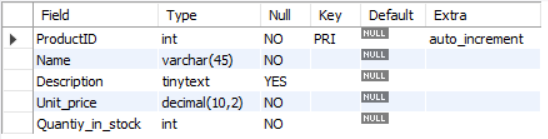 Field Type Null Key Default Extra
ProductID int NO PRI NULL auto_increment
Name varchar(45) NO NULL
Description tinytext YES NULL
Unit_price decimal(10,2) NO NULL
Quantiy_in_stock int NO NULL